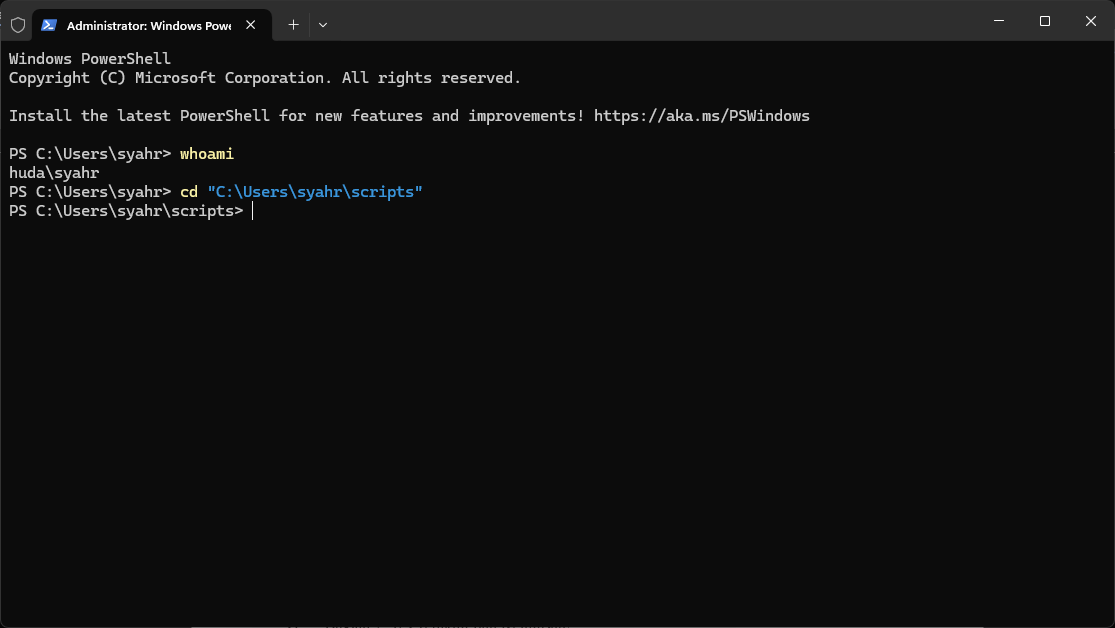 Administrator: Windows Powe
Windows PowerShell
Copyright (C) Microsoft Corporation. All rights reserved.
Install the latest PowerShell for new features and improvements! https://aka.ms/PSWindows
PS C:\Users\syahr> whoami
huda\syahr
PS C:\Users\syahr> cd "C:\Users\syahr\scripts"
PS C:\Users\syahr\scripts>